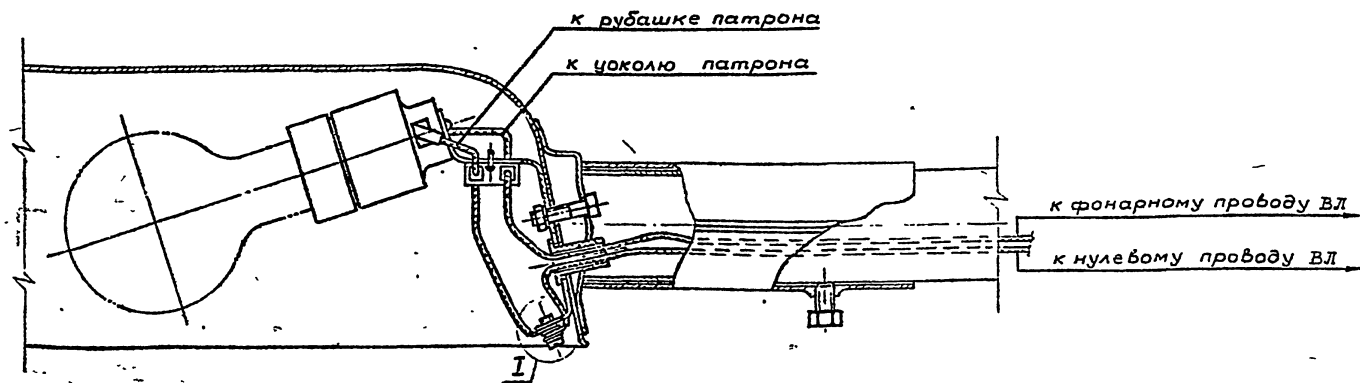 к рубашке патрона
к цоколю патрона
к фонарному проводу ВЛ
к нулевому проводу ВЛ
I